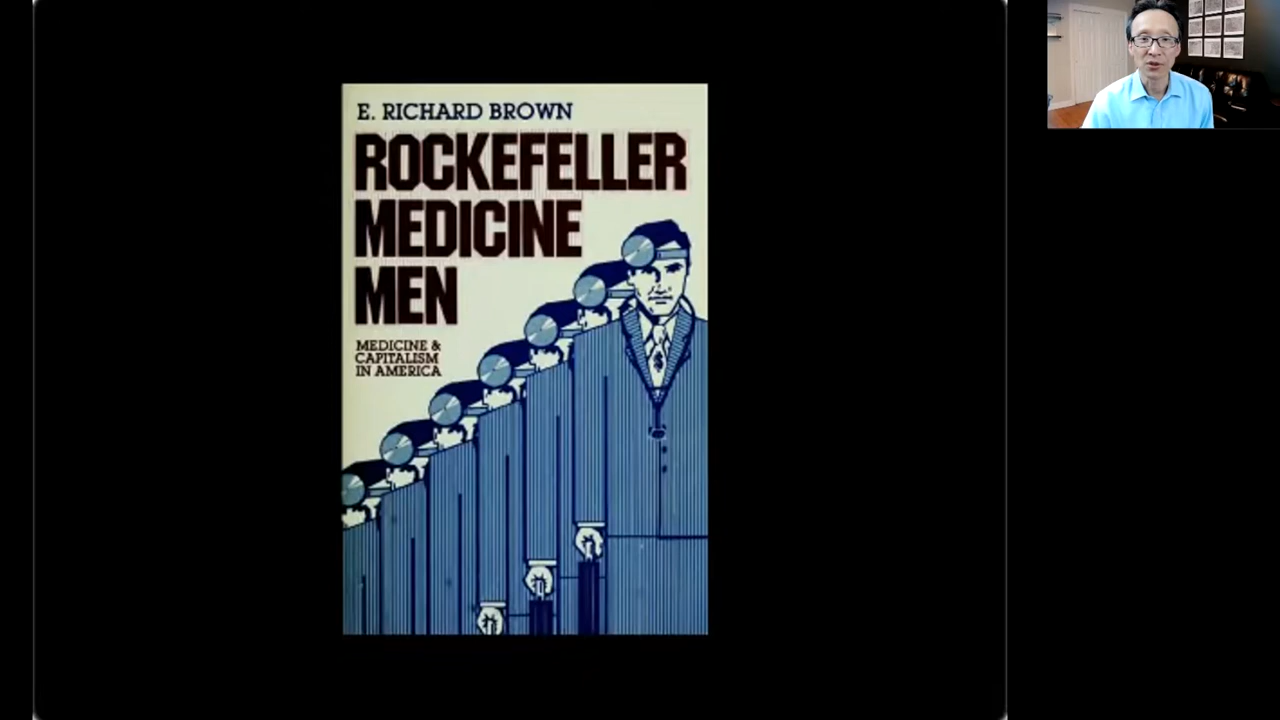 E. RICHARD BROWN
ROCKEFELLER
MEDICINE
MEN
MEDICINE &
CAPITALISM
IN AMERICA